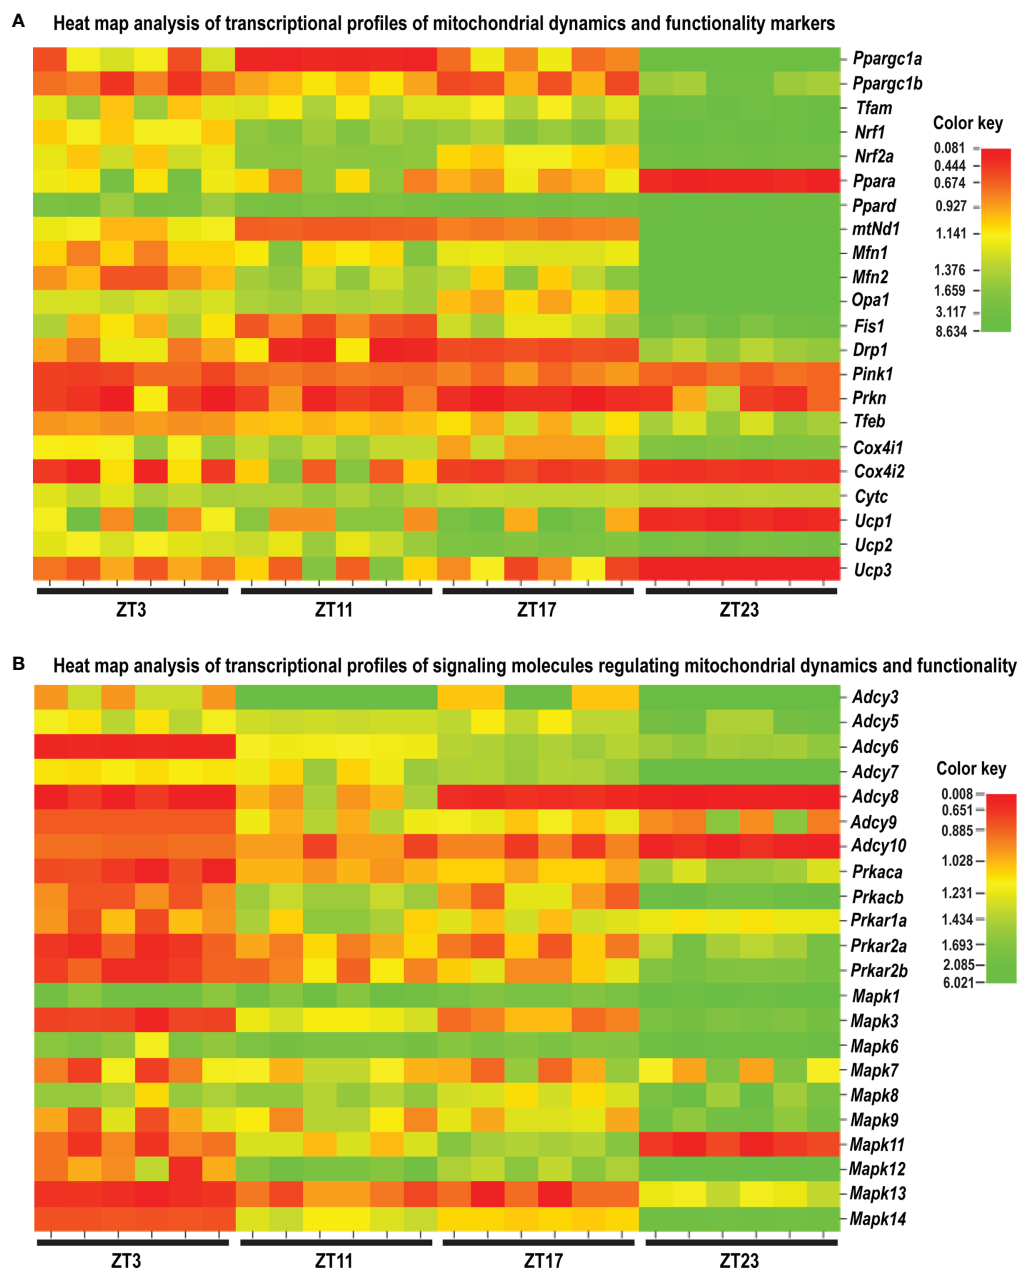 A Heat map analysis of transcriptional profiles of mitochondrial dynamics and functionality markers
Ppargc1a
Ppargc1b
Tfam
Nrf1
Nrf2a
Ppara
Ppard
mtNd1
Mfn1
Mfn2
Opa1
Fis1
Drp1
Pink1
Prkn
Tfeb
Cox4i1
Cox4i2
Cytc
Ucp1
Ucp2
Ucp3
Color key
0.081
0.444
0.674
0.927
1.141
1.376
1.659
3.117
8.634
ZT3 ZT11 ZT17 ZT23
B Heat map analysis of transcriptional profiles of signaling molecules regulating mitochondrial dynamics and functionality
Adcy3
Adcy5
Adcy6
Adcy7
Adcy8
Adcy9
Adcy10
Prkaca
Prkacb
Prkar1a
Prkar2a
Prkar2b
Mapk1
Mapk3
Mapk6
Mapk7
Mapk8
Mapk9
Mapk11
Mapk12
Mapk13
Mapk14
Color key
0.008
0.651
0.885
1.028
1.231
1.434
1.693
2.085
6.021
ZT3 ZT11 ZT17 ZT23